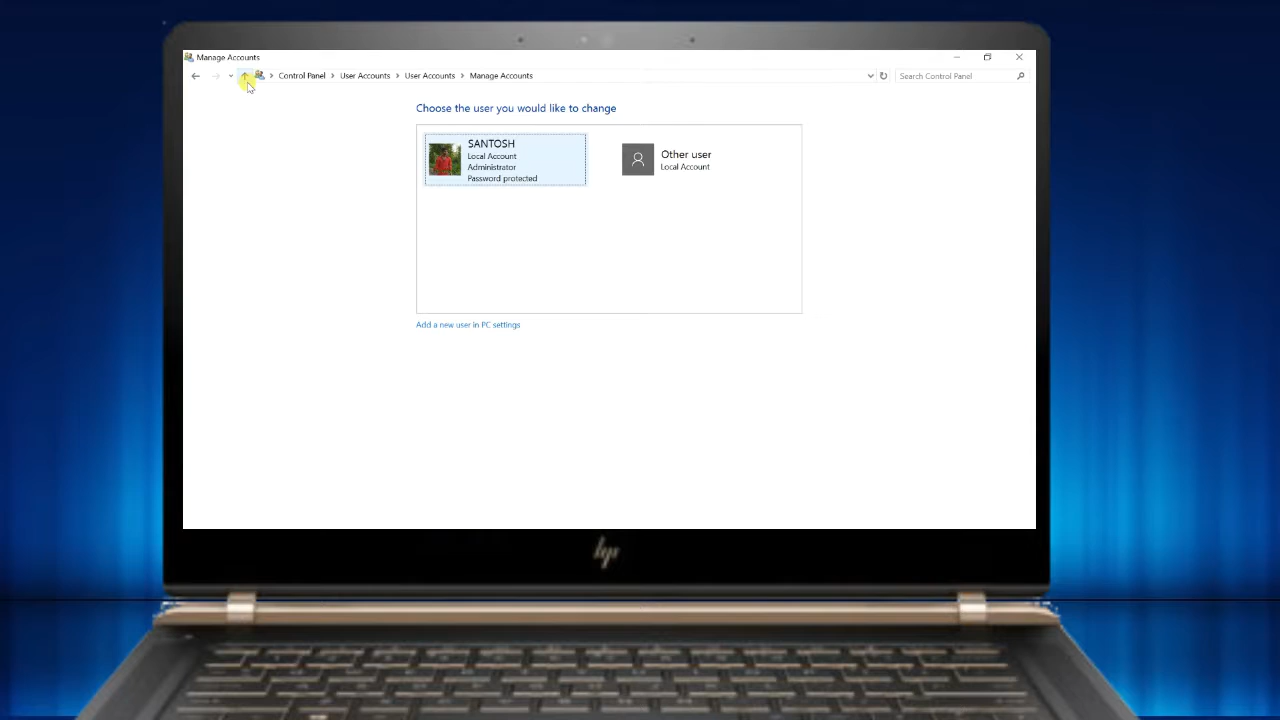 Manage Accounts
Control Panel > User Accounts > User Accounts > Manage Accounts
Search Control Panel
Choose the user you would like to change
SANTOSH
Local Account
Administrator
Password protected
Other user
Local Account
Add a new user in PC settings
hp